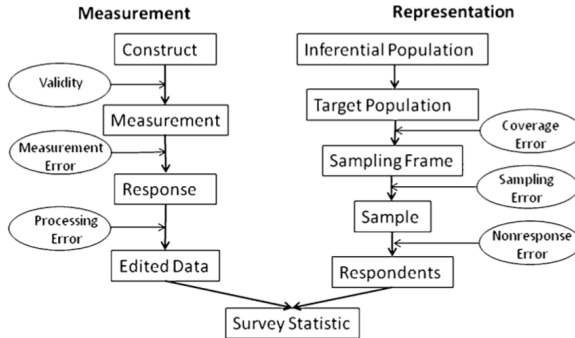 Measurement
Representation
Construct
Inferential Population
Validity
Measurement
Target Population
Coverage
Error
Measurement
Error
Sampling Frame
Response
Sampling
Error
Processing
Error
Sample
Nonresponse
Error
Edited Data
Respondents
Survey Statistic